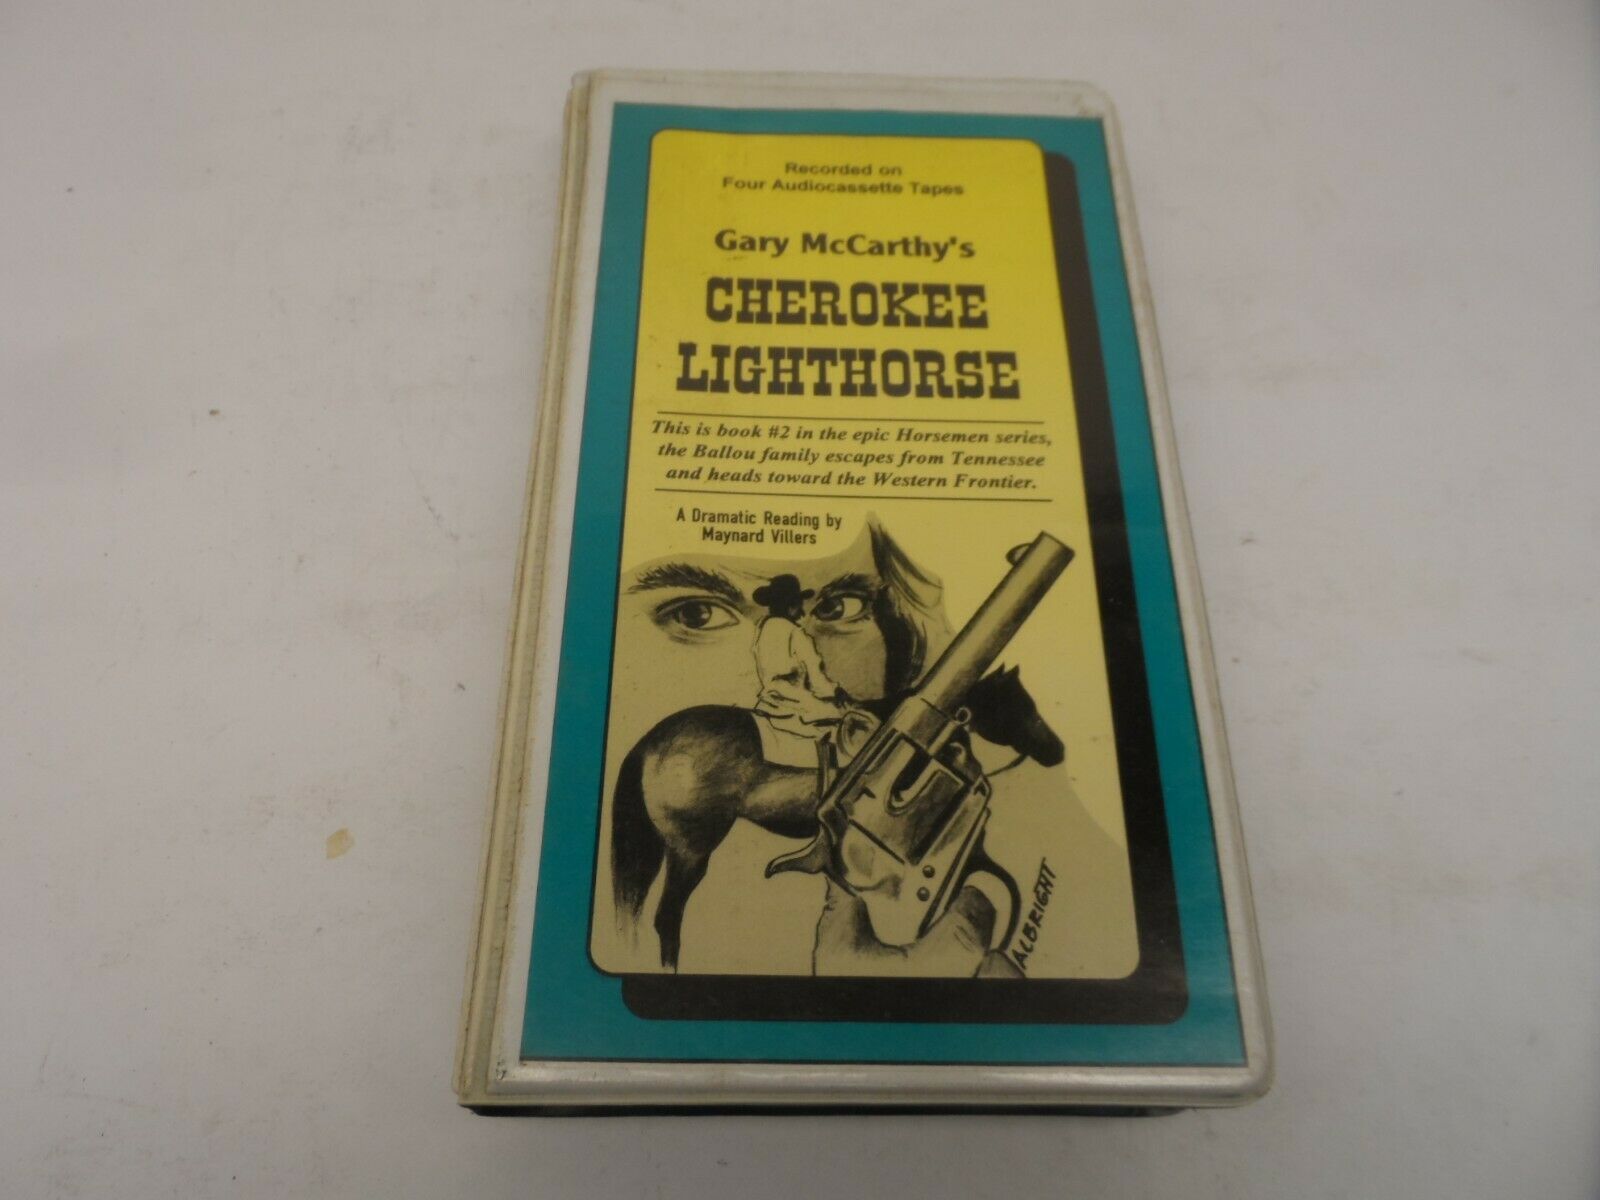 Recorded on
Four Audiocassette Tapes
Gary McCarthy's
CHEROKEE
LIGHTHORSE
This is book #2 in the epic Horsemen series,
the Ballou family escapes from Tennessee
and heads toward the Western Frontier.
A Dramatic Reading by
Maynard Villers
ALBRIGHT